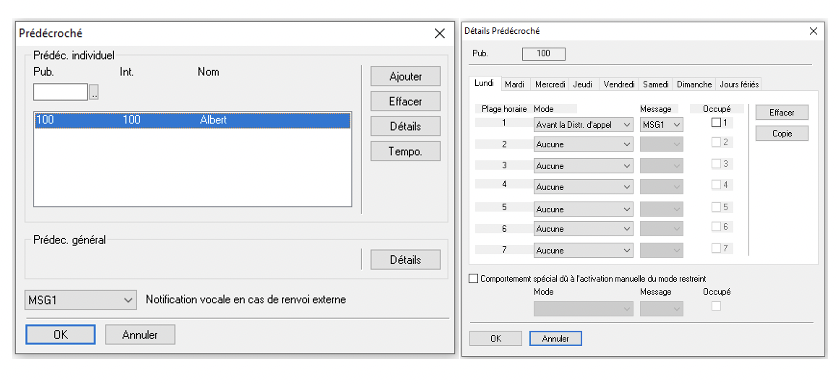 Prédécroché
Prédéc. individuel
Pub. Int. Nom
..
100 100 Albert
Ajouter
Effacer
Détails
Tempo.
Prédec. général
Détails
MSG1 Notification vocale en cas de renvoi externe
OK Annuler
Détails Prédécroché
Pub. 100
Lundi Mardi Mercredi Jeudi Vendredi Samedi Dimanche Jours fériés
Plage horaire Mode Message Occupé
1 Avant la Distr. d'appel MSG1 1
2 Aucune 2
3 Aucune 3
4 Aucune 4
5 Aucune 5
6 Aucune 6
7 Aucune 7
Effacer
Copie
Comportement spécial dû à l'activation manuelle du mode restreint
Mode Message Occupé
OK Annuler